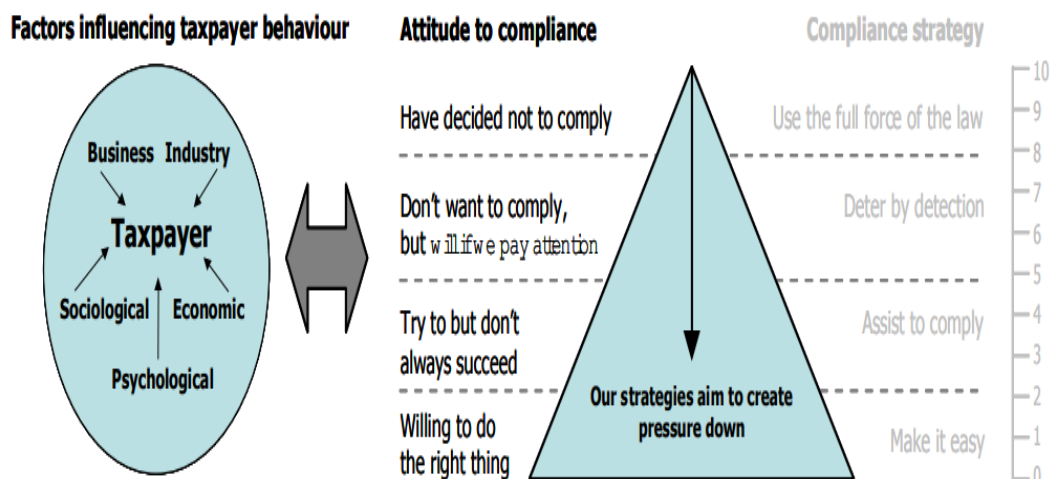 Factors influencing taxpayer behaviour
Business Industry
Taxpayer
Sociological Economic
Psychological
Attitude to compliance
Compliance strategy
Have decided not to comply
Use the full force of the law
Don't want to comply,
but will if we pay attention
Deter by detection
Try to but don't
always succeed
Assist to comply
Willing to do
the right thing
Make it easy
Our strategies aim to create
pressure down
10
9
8
7
6
5
4
3
2
1
0